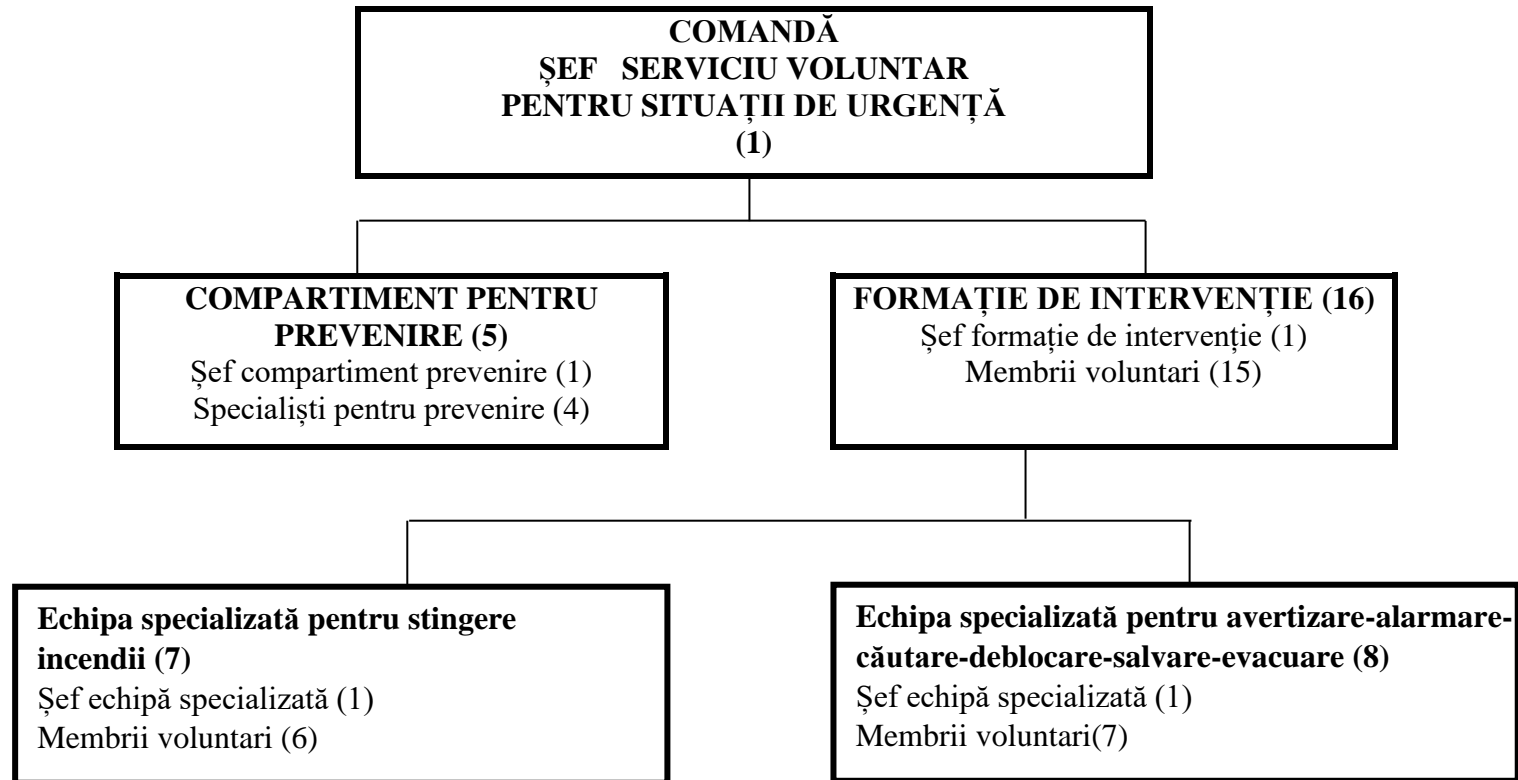 COMANDĂ
ȘEF SERVICIU VOLUNTAR
PENTRU SITUAȚII DE URGENȚĂ
(1)
COMPARTIMENT PENTRU
PREVENIRE (5)
Șef compartiment prevenire (1)
Specialiști pentru prevenire (4)
FORMAȚIE DE INTERVENȚIE (16)
Șef formație de intervenție (1)
Membrii voluntari (15)
Echipa specializată pentru stingere
incendii (7)
Șef echipă specializată (1)
Membrii voluntari (6)
Echipa specializată pentru avertizare-alarmare-
căutare-deblocare-salvare-evacuare (8)
Șef echipă specializată (1)
Membrii voluntari(7)